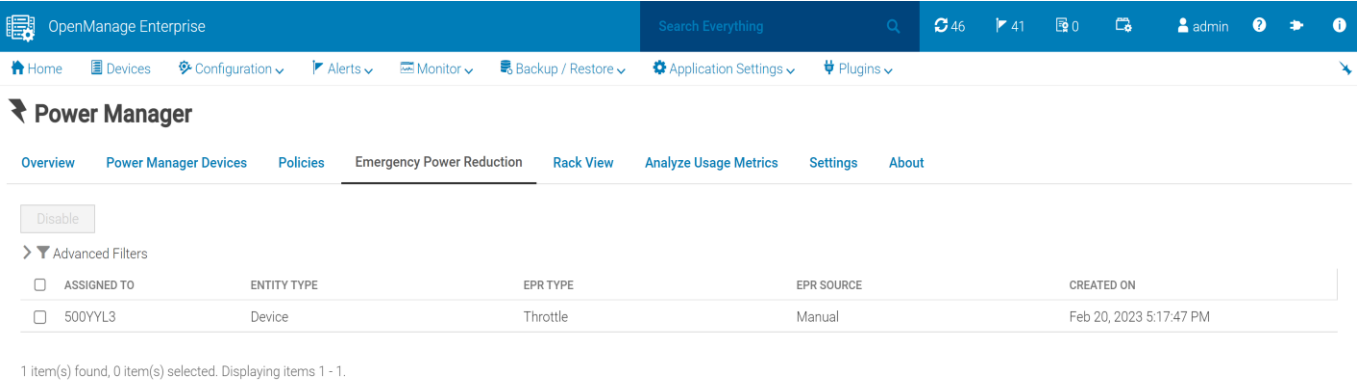 OpenManage Enterprise Search Everything 46 41 0 admin
Home Devices Configuration Alerts Monitor Backup / Restore Application Settings Plugins
Power Manager
Overview Power Manager Devices Policies Emergency Power Reduction Rack View Analyze Usage Metrics Settings About
Disable
Advanced Filters
ASSIGNED TO ENTITY TYPE EPR TYPE EPR SOURCE CREATED ON
500YYL3 Device Throttle Manual Feb 20, 2023 5:17:47 PM
1 item(s) found, 0 item(s) selected. Displaying items 1 - 1.